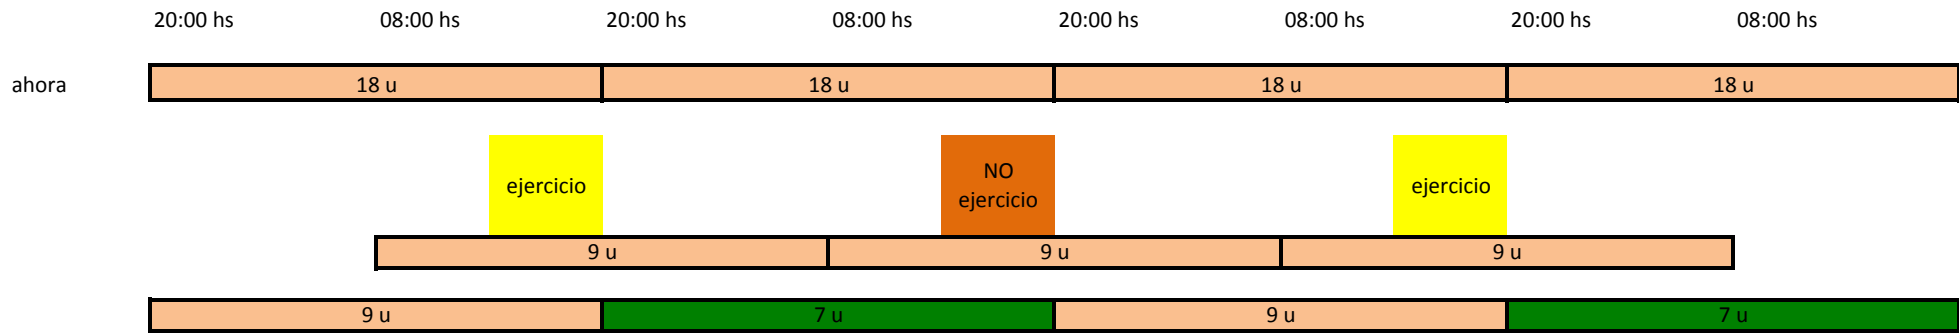 20:00 hs 08:00 hs 20:00 hs 08:00 hs 20:00 hs 08:00 hs 20:00 hs 08:00 hs
ahora 18 u 18 u 18 u 18 u
ejercicio NO ejercicio
ejercicio
9 u 9 u 9 u
9 u 7 u 9 u 7 u